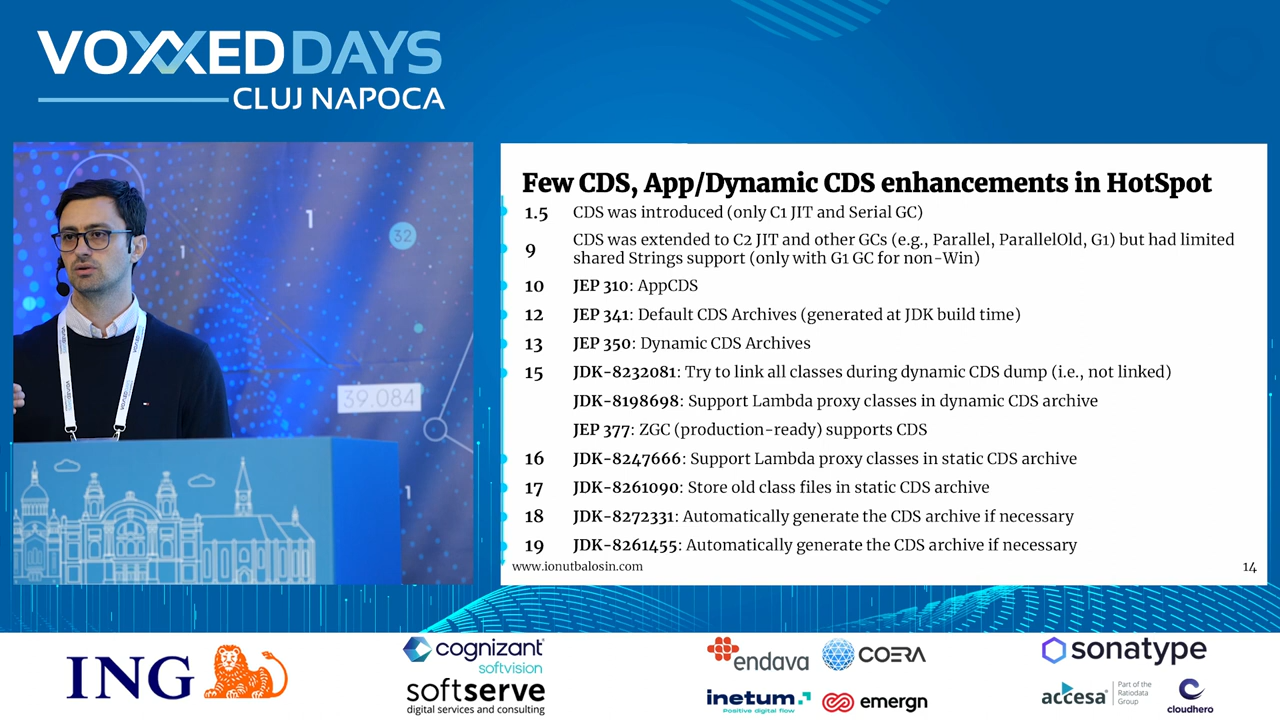 VOXXED DAYS
CLUJ NAPOCA
1
32
1
39.084
1
Few CDS, App/Dynamic CDS enhancements in HotSpot
1.5 CDS was introduced (only C1 JIT and Serial GC)
9 CDS was extended to C2 JIT and other GCs (e.g., Parallel, ParallelOld, G1) but had limited
shared Strings support (only with G1 GC for non-Win)
10 JEP 310: AppCDS
12 JEP 341: Default CDS Archives (generated at JDK build time)
13 JEP 350: Dynamic CDS Archives
15 JDK-8232081: Try to link all classes during dynamic CDS dump (i.e., not linked)
JDK-8198698: Support Lambda proxy classes in dynamic CDS archive
JEP 377: ZGC (production-ready) supports CDS
16 JDK-8247666: Support Lambda proxy classes in static CDS archive
17 JDK-8261090: Store old class files in static CDS archive
18 JDK-8272331: Automatically generate the CDS archive if necessary
19 JDK-8261455: Automatically generate the CDS archive if necessary
www.ionutbalosin.com 14
ING
cognizant
softvision
softserve
digital services and consulting
endava
COERA
inetum.
Positive digital flow
emergn
sonatype
accesa
Part of the
Ratiodata
Group
cloudhero